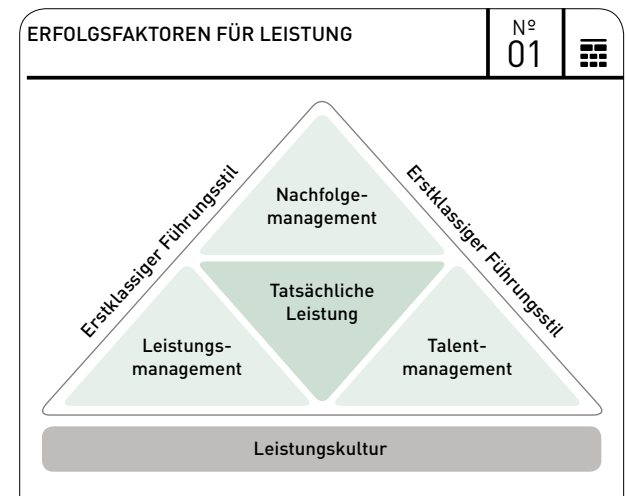 ERFOLGSFAKTOREN FÜR LEISTUNG
Nº
01
Erstklassiger Führungsstil
Erstklassiger Führungsstil
Nachfolge-
management
Tatsächliche
Leistung
Leistungs-
management
Talent-
management
Leistungskultur